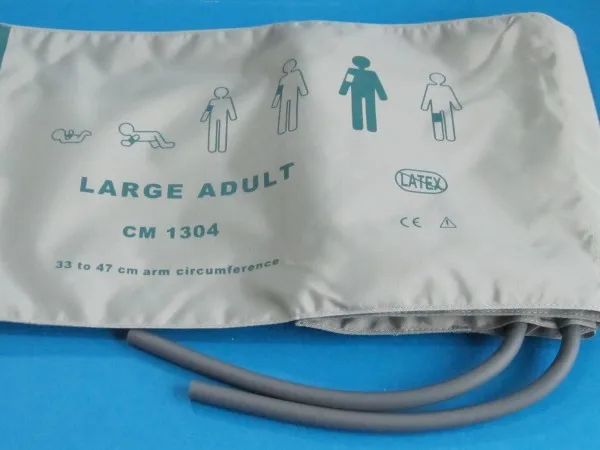 LARGE ADULT
LATEX
CM 1304
CE
33 to 47 cm arm circumference